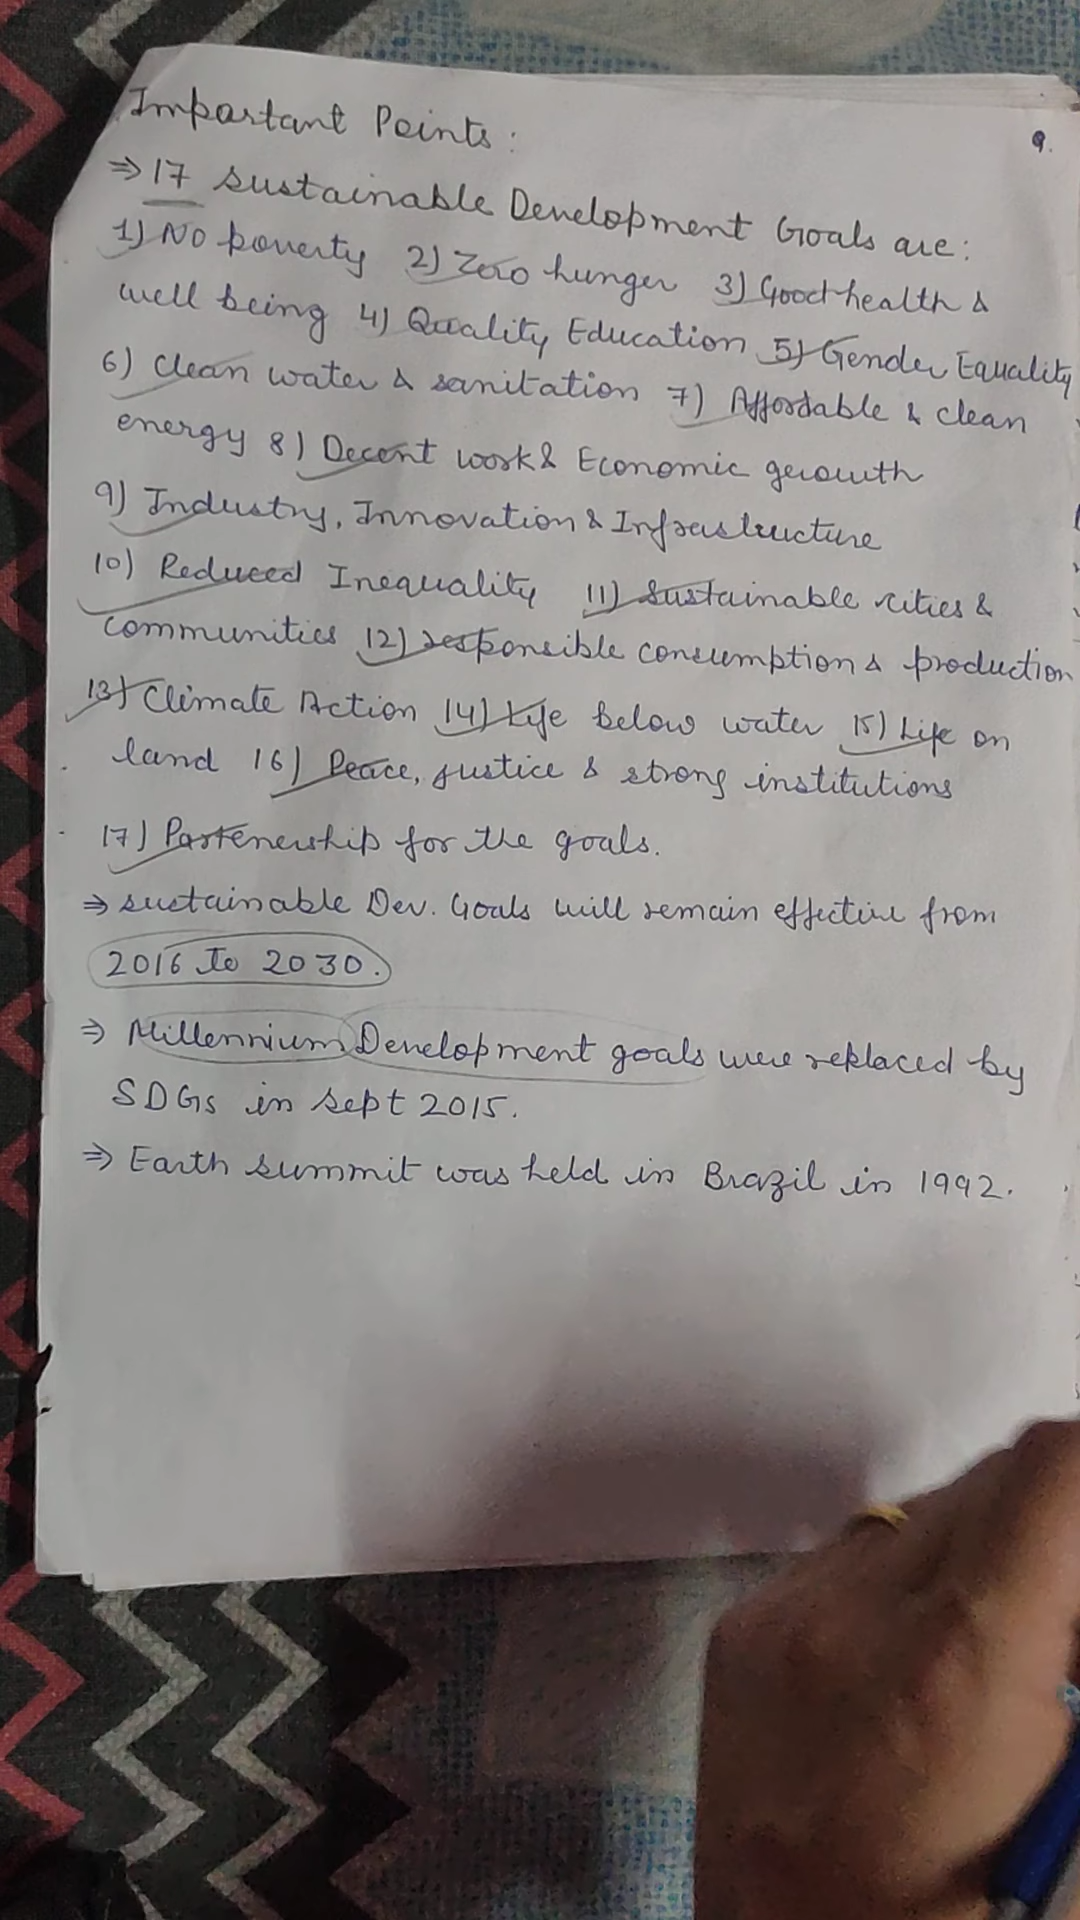 Important Points:
9.
⇒ 17 Sustainable Development Goals are:
1) No poverty 2) Zero hunger 3) Good health &
well being 4) Quality Education 5) Gender Equality
6) Clean water & sanitation 7) Affordable & clean
energy 8) Decent work & Economic growth
9) Industry, Innovation & Infrastructure
10) Reduced Inequality 11) Sustainable cities &
communities 12) responsible consumption & production
13) Climate Action 14) Life below water 15) Life on
land 16) Peace, justice & strong institutions
17) Partenership for the goals.
⇒ sustainable Dev. Goals will remain effective from
2016 to 2030.
⇒ Millennium Development goals were replaced by
SDGs in sept 2015.
⇒ Earth summit was held in Brazil in 1992.